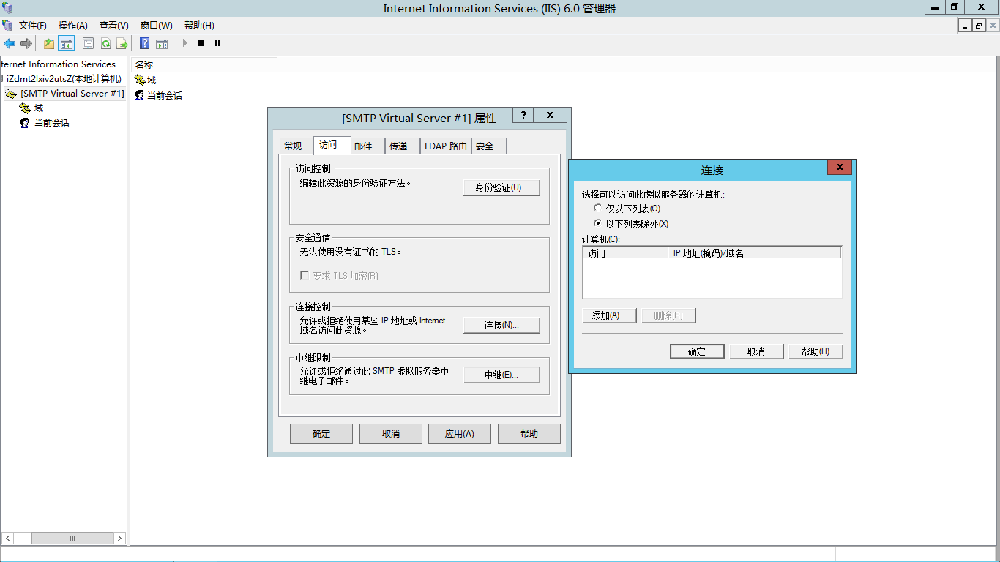 Internet Information Services (IIS) 6.0 管理器
文件(F) 操作(A) 查看(V) 窗口(W) 帮助(H)
ternet Information Services
iZdmt2lxiv2utsZ(本地计算机)
[SMTP Virtual Server #1]
域
当前会话
名称
域
当前会话
[SMTP Virtual Server #1] 属性
常规 访问 邮件 传递 LDAP 路由 安全
访问控制
编辑此资源的身份验证方法。
身份验证(U)...
安全通信
无法使用没有证书的 TLS。
要求 TLS 加密(R)
连接控制
允许或拒绝使用某些 IP 地址或 Internet
域名访问此资源。
连接(N)...
中继限制
允许或拒绝通过此 SMTP 虚拟服务器中
继电子邮件。
中继(E)...
确定 取消 应用(A) 帮助
连接
选择可以访问此虚拟服务器的计算机:
仅以下列表(O)
以下列表除外(X)
计算机(C):
访问 IP 地址(掩码)/域名
添加(A)... 删除(R)
确定 取消 帮助(H)